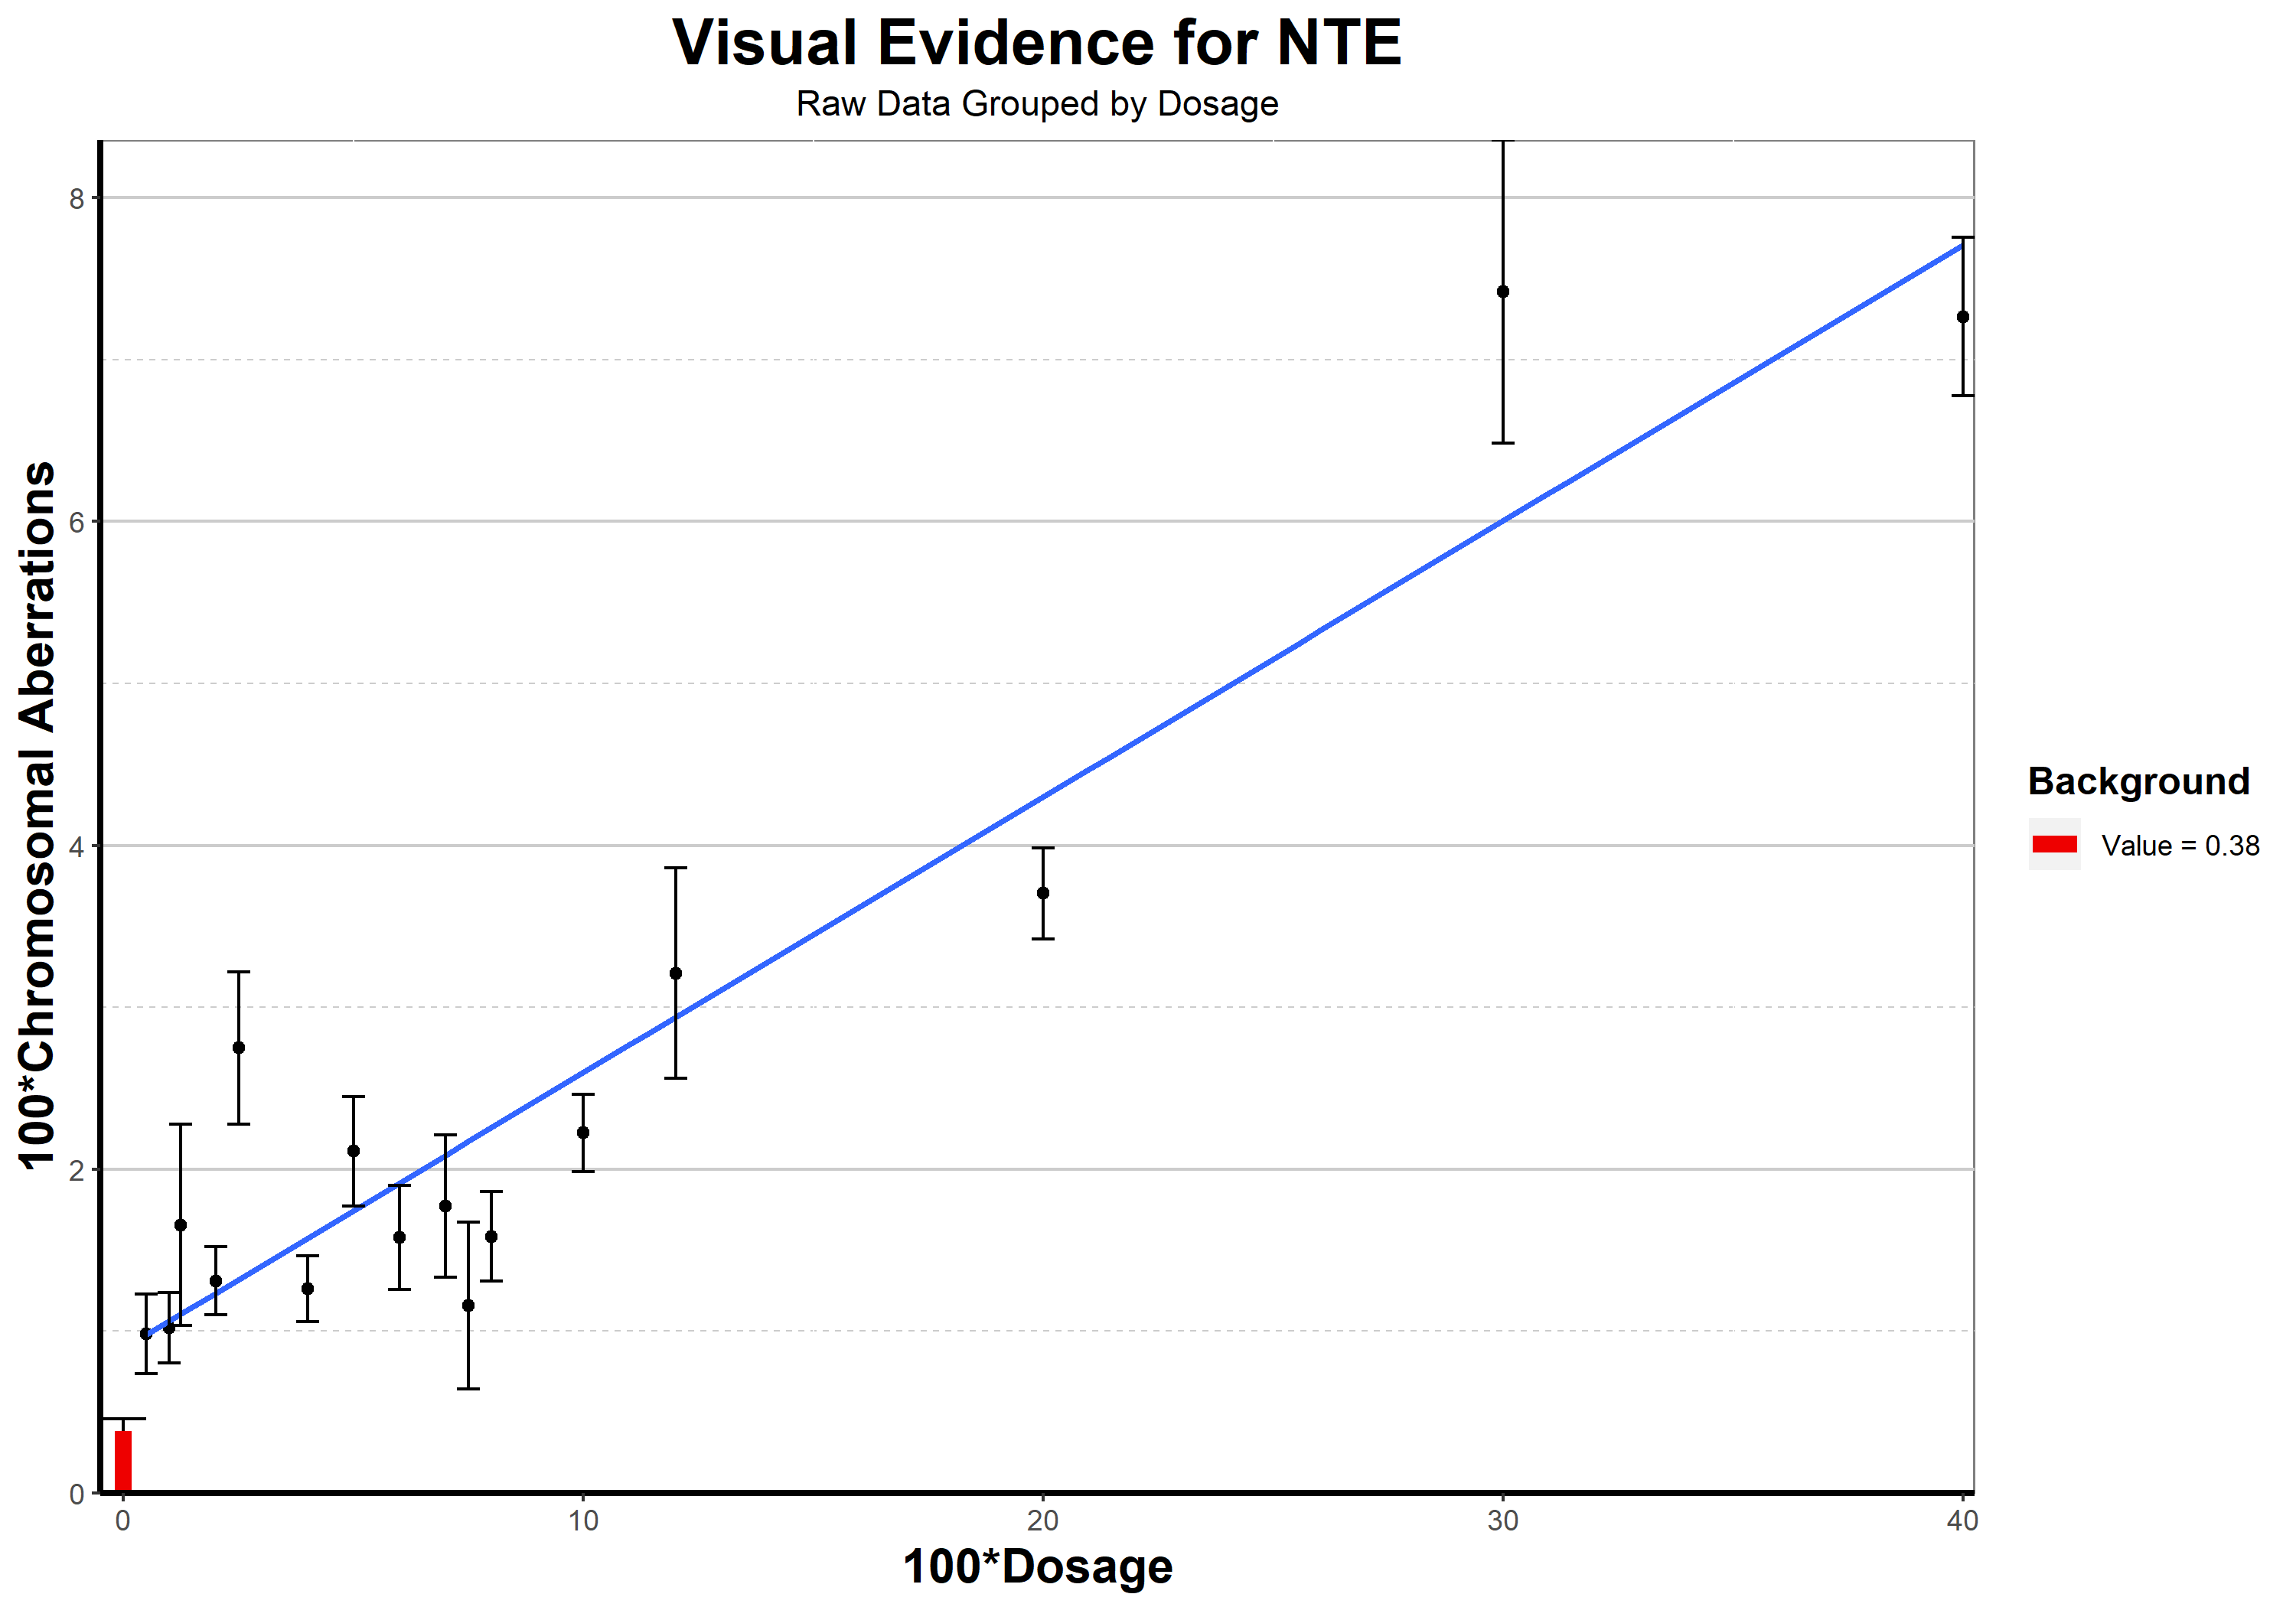 Visual Evidence for NTE
Raw Data Grouped by Dosage
100*Chromosomal Aberrations
8
6
4
2
0
0 10 20 30 40
100*Dosage
Background
Value = 0.38